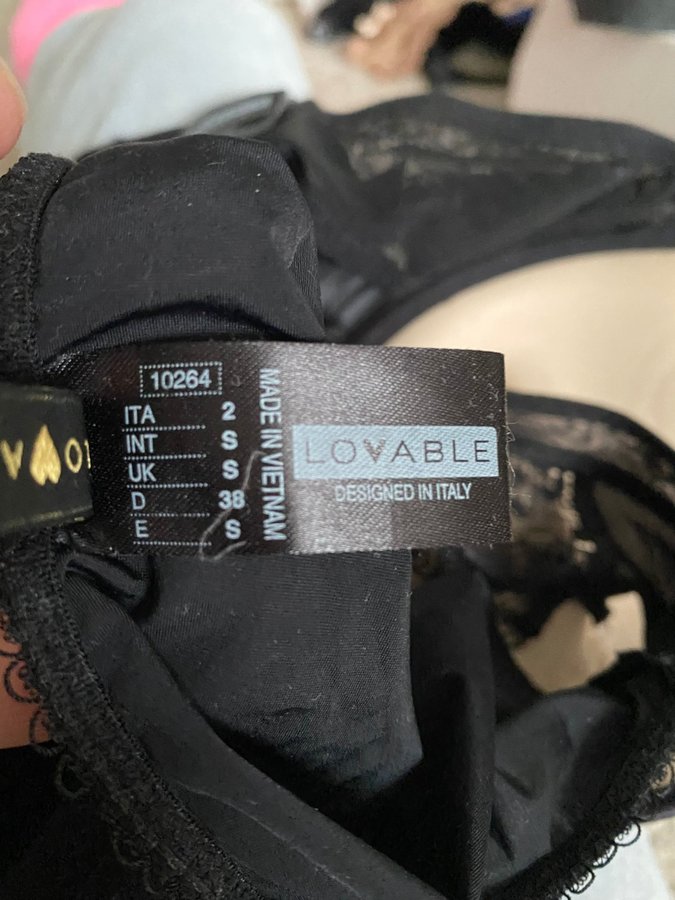 10264
ITA 2
INT S
UK S
D 38
E S
MADE IN VIETNAM
LOVABLE
DESIGNED IN ITALY